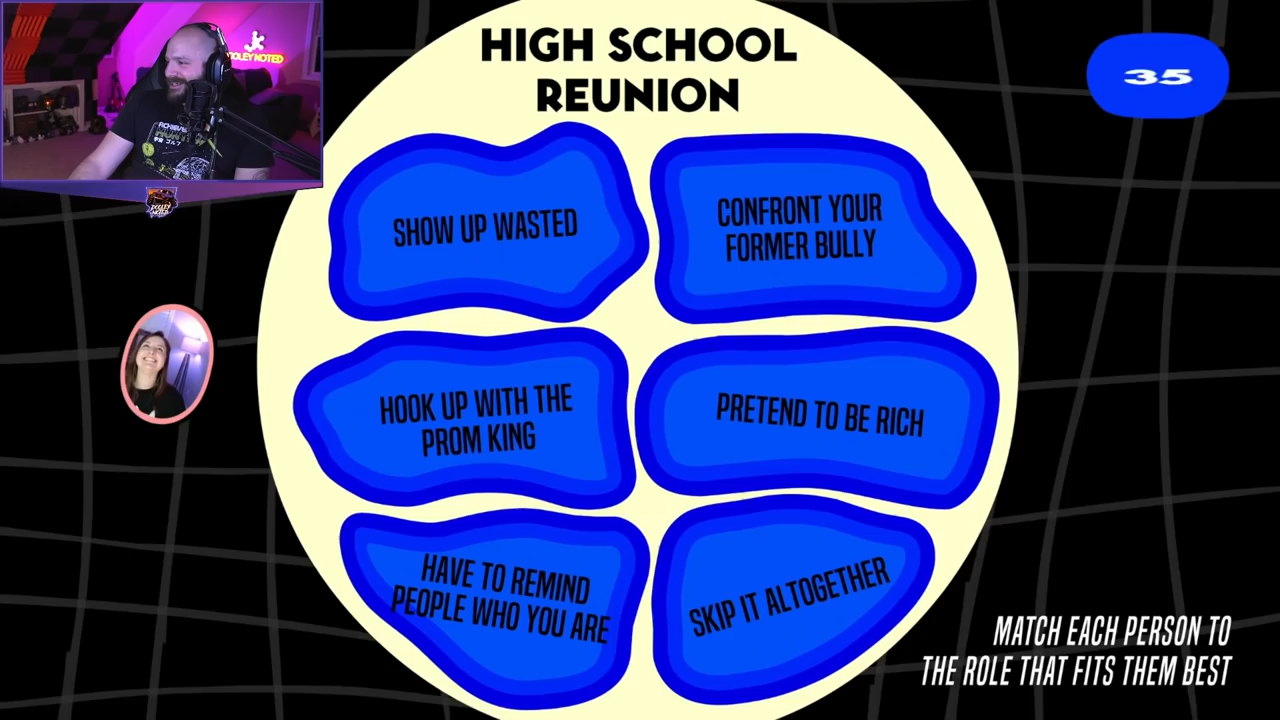 HIGH SCHOOL
REUNION
35
DOOLEY NOTED
SHOW UP WASTED
CONFRONT YOUR
FORMER BULLY
HOOK UP WITH THE
PROM KING
PRETEND TO BE RICH
HAVE TO REMIND
PEOPLE WHO YOU ARE
SKIP IT ALTOGETHER
MATCH EACH PERSON TO
THE ROLE THAT FITS THEM BEST